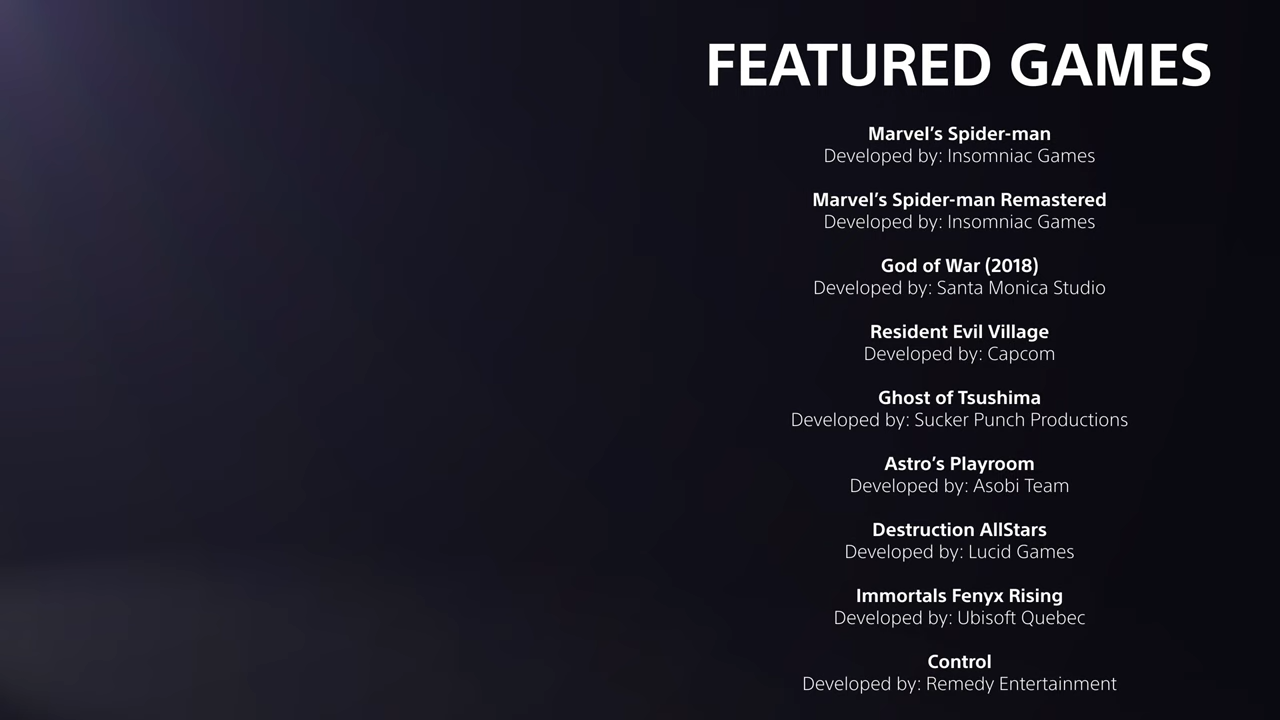 FEATURED GAMES
Marvel’s Spider-man
Developed by: Insomniac Games
Marvel’s Spider-man Remastered
Developed by: Insomniac Games
God of War (2018)
Developed by: Santa Monica Studio
Resident Evil Village
Developed by: Capcom
Ghost of Tsushima
Developed by: Sucker Punch Productions
Astro’s Playroom
Developed by: Asobi Team
Destruction AllStars
Developed by: Lucid Games
Immortals Fenyx Rising
Developed by: Ubisoft Quebec
Control
Developed by: Remedy Entertainment